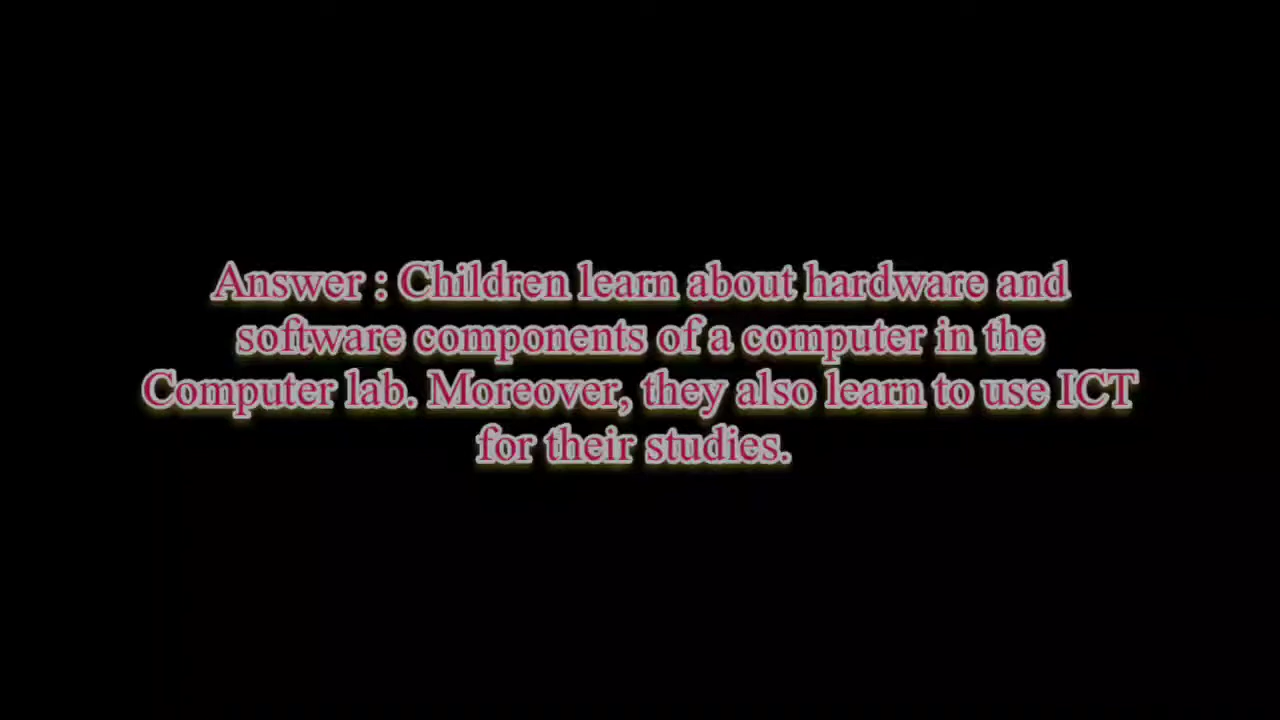 Answer : Children learn about hardware and
software components of a computer in the
Computer lab. Moreover, they also learn to use ICT
for their studies.